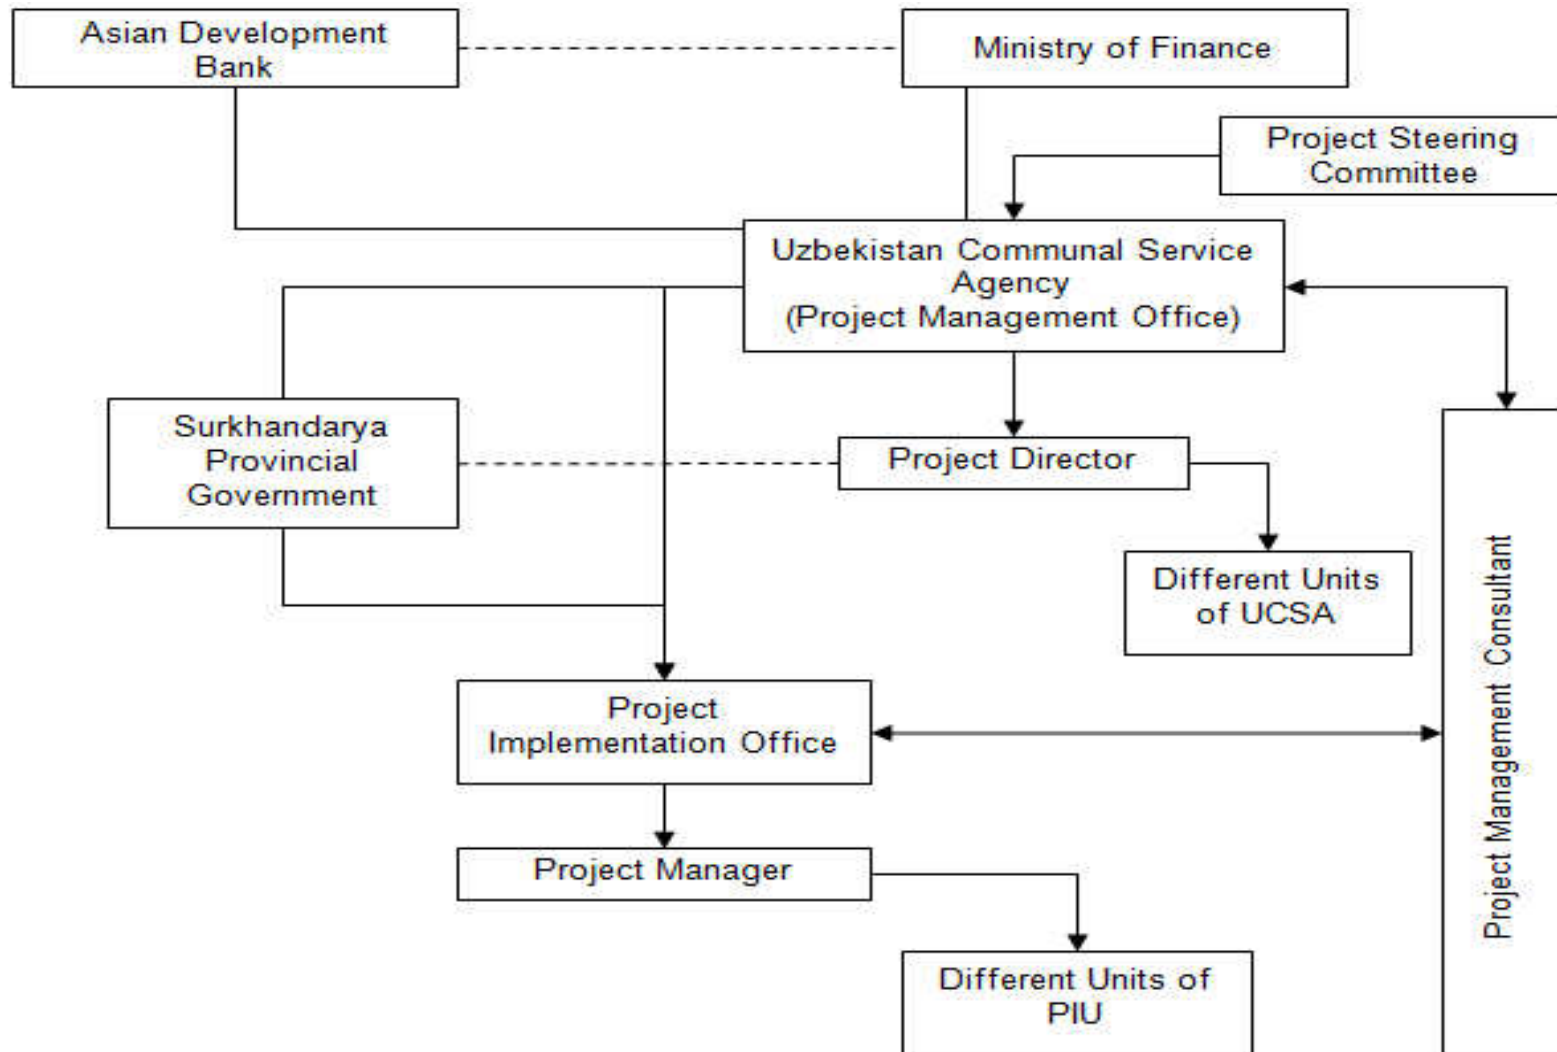 Asian Development
Bank
Ministry of Finance
Project Steering
Committee
Uzbekistan Communal Service
Agency
(Project Management Office)
Surkhandarya
Provincial
Government
Project Director
Different Units
of UCSA
Project Management Consultant
Project
Implementation Office
Project Manager
Different Units of
PIU